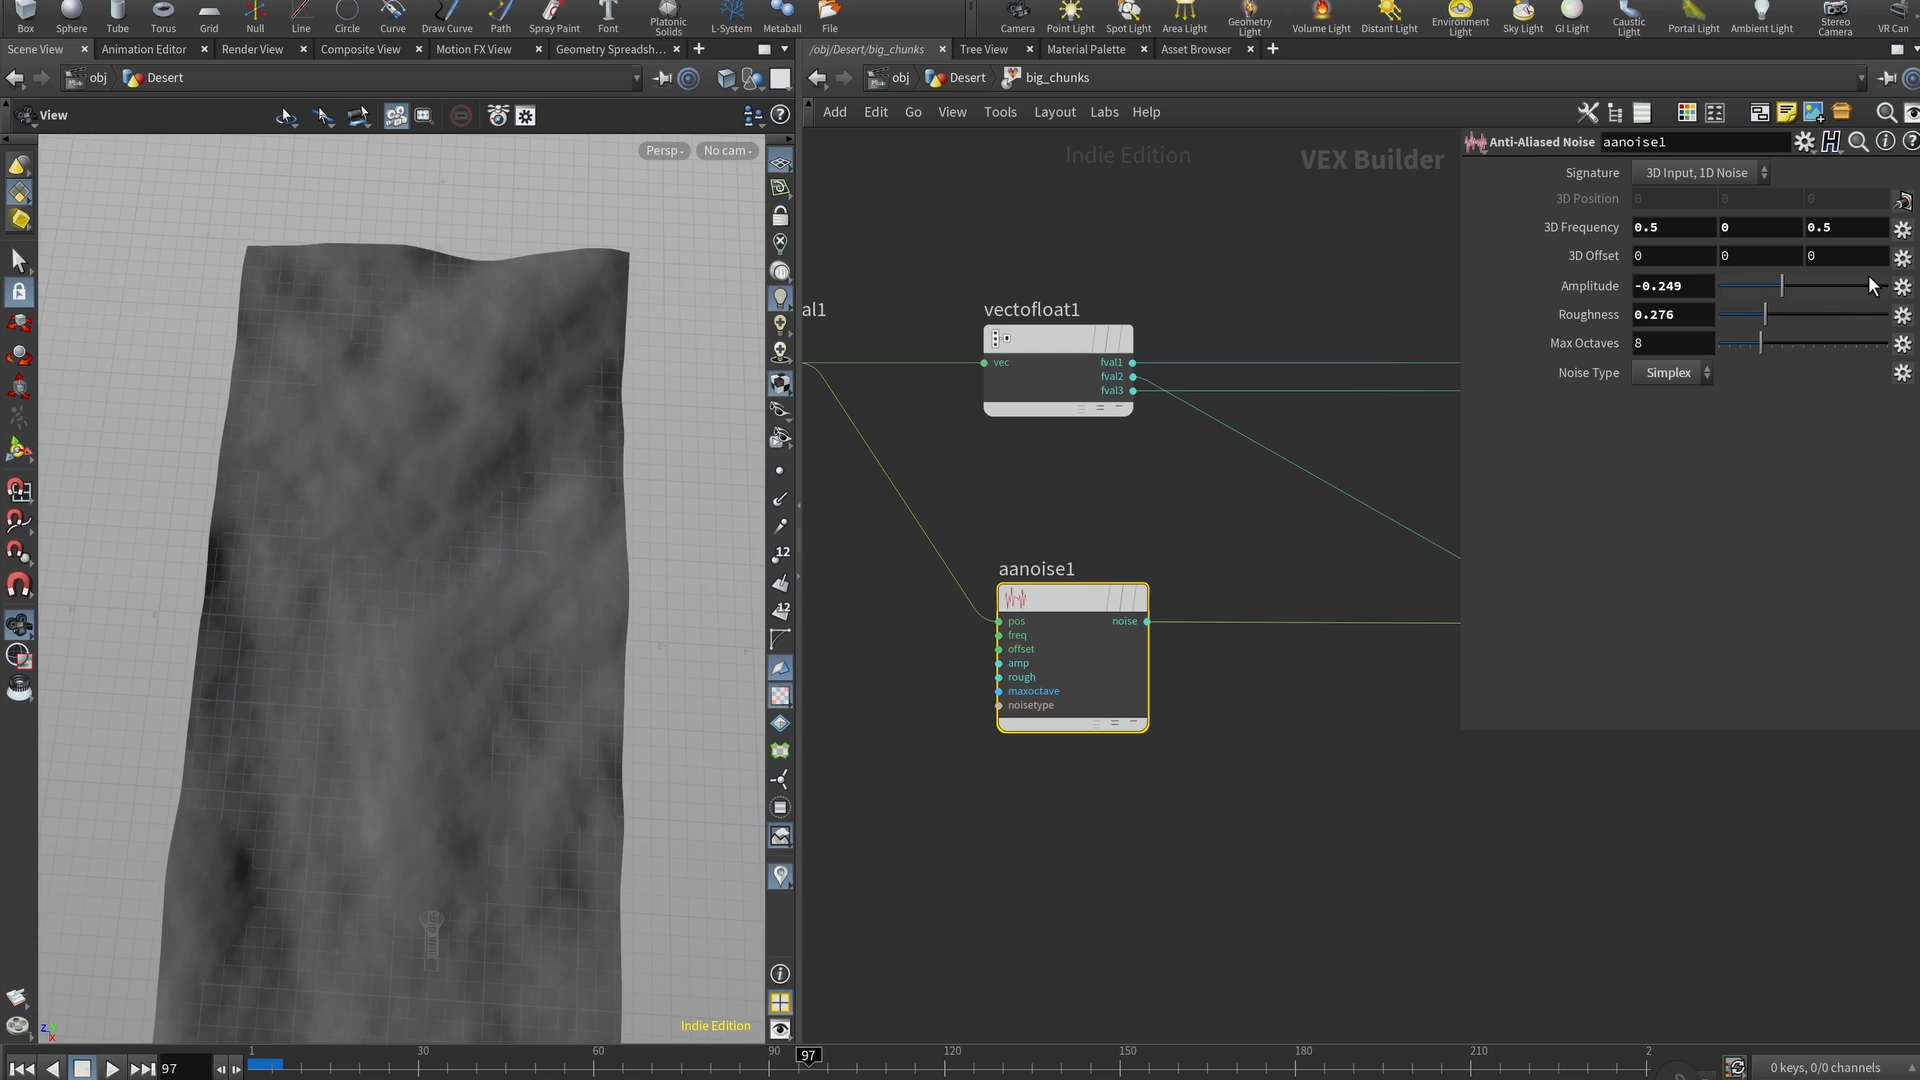 Box Sphere Tube Torus Grid Null Line Circle Curve Draw Curve Path Spray Paint Font Platonic Solids L-System Metaball File
Camera Point Light Spot Light Area Light Geometry Light Volume Light Distant Light Environment Light Sky Light GI Light Caustic Light Portal Light Ambient Light Stereo Camera VR Can
Scene View Animation Editor Render View Composite View Motion FX View Geometry Spreadsh...
/obj/Desert/big_chunks Tree View Material Palette Asset Browser
obj Desert
obj Desert big_chunks
View
Add Edit Go View Tools Layout Labs Help
Persp No cam
Indie Edition
VEX Builder
Anti-Aliased Noise aanoise1
Signature 3D Input, 1D Noise
3D Position 0 0 0
3D Frequency 0.5 0 0.5
3D Offset 0 0 0
Amplitude -0.249
Roughness 0.276
Max Octaves 8
Noise Type Simplex
al1
vectofloat1
vec fval1
fval2
fval3
aanoise1
pos noise
freq
offset
amp
rough
maxoctave
noisetype
12
12
Indie Edition
z x
97
1 30 60 90 97 120 150 180 210 2
0 keys, 0/0 channels